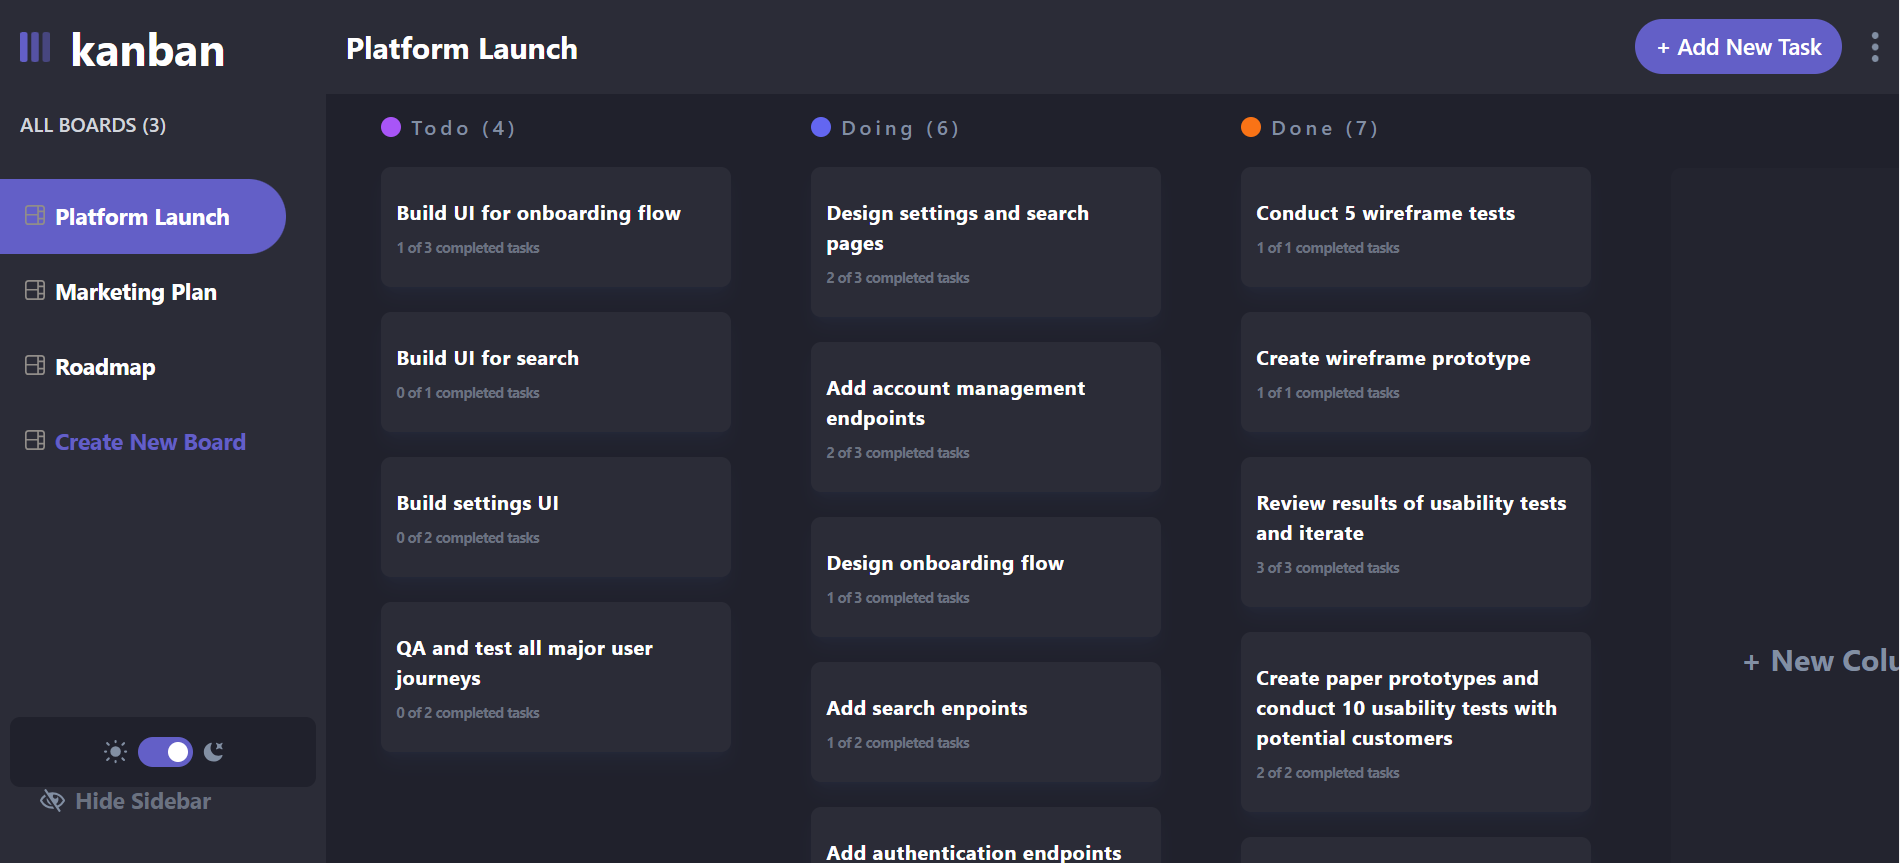 kanban
ALL BOARDS (3)
Platform Launch
Marketing Plan
Roadmap
Create New Board
Hide Sidebar
Platform Launch
+ Add New Task
Todo (4)
Build UI for onboarding flow
1 of 3 completed tasks
Build UI for search
0 of 1 completed tasks
Build settings UI
0 of 2 completed tasks
QA and test all major user
journeys
0 of 2 completed tasks
Doing (6)
Design settings and search
pages
2 of 3 completed tasks
Add account management
endpoints
2 of 3 completed tasks
Design onboarding flow
1 of 3 completed tasks
Add search enpoints
1 of 2 completed tasks
Add authentication endpoints
Done (7)
Conduct 5 wireframe tests
1 of 1 completed tasks
Create wireframe prototype
1 of 1 completed tasks
Review results of usability tests
and iterate
3 of 3 completed tasks
Create paper prototypes and
conduct 10 usability tests with
potential customers
2 of 2 completed tasks
+ New Colu